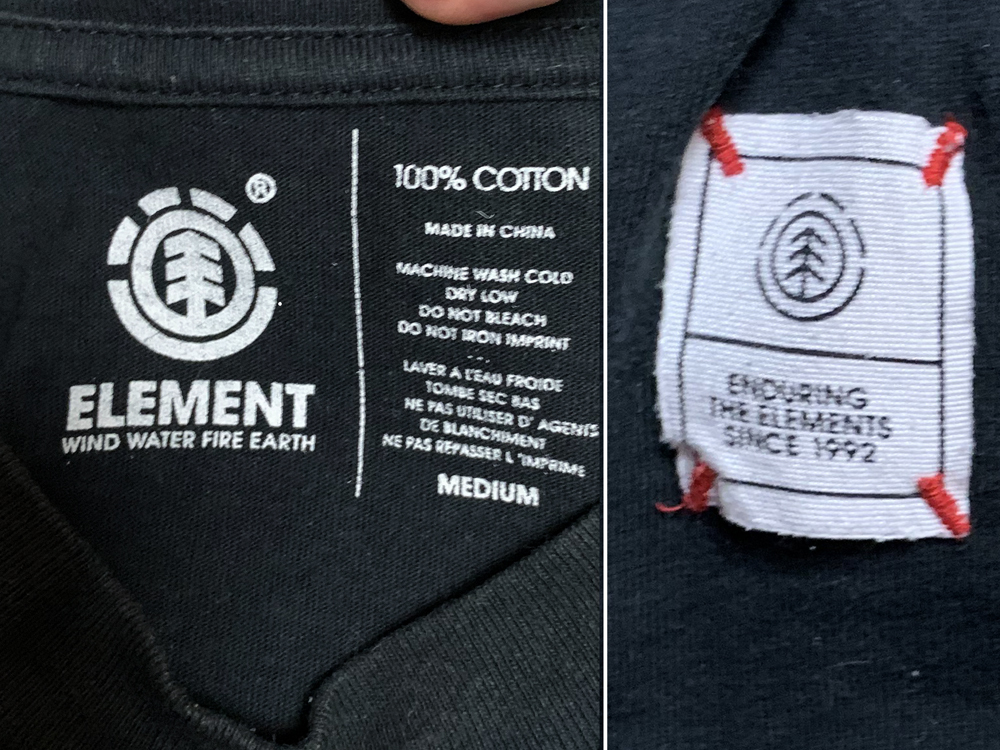 ®
ELEMENT
WIND WATER FIRE EARTH
100% COTTON
MADE IN CHINA
MACHINE WASH COLD
DRY LOW
DO NOT BLEACH
DO NOT IRON IMPRINT
---
LAVER A L'EAU FROIDE
TOMBE SEC BAS
NE PAS UTILISER D' AGENTS
DE BLANCHIMENT
NE PAS REPASSER L 'IMPRIME
MEDIUM
ENDURING
THE ELEMENTS
SINCE 1992